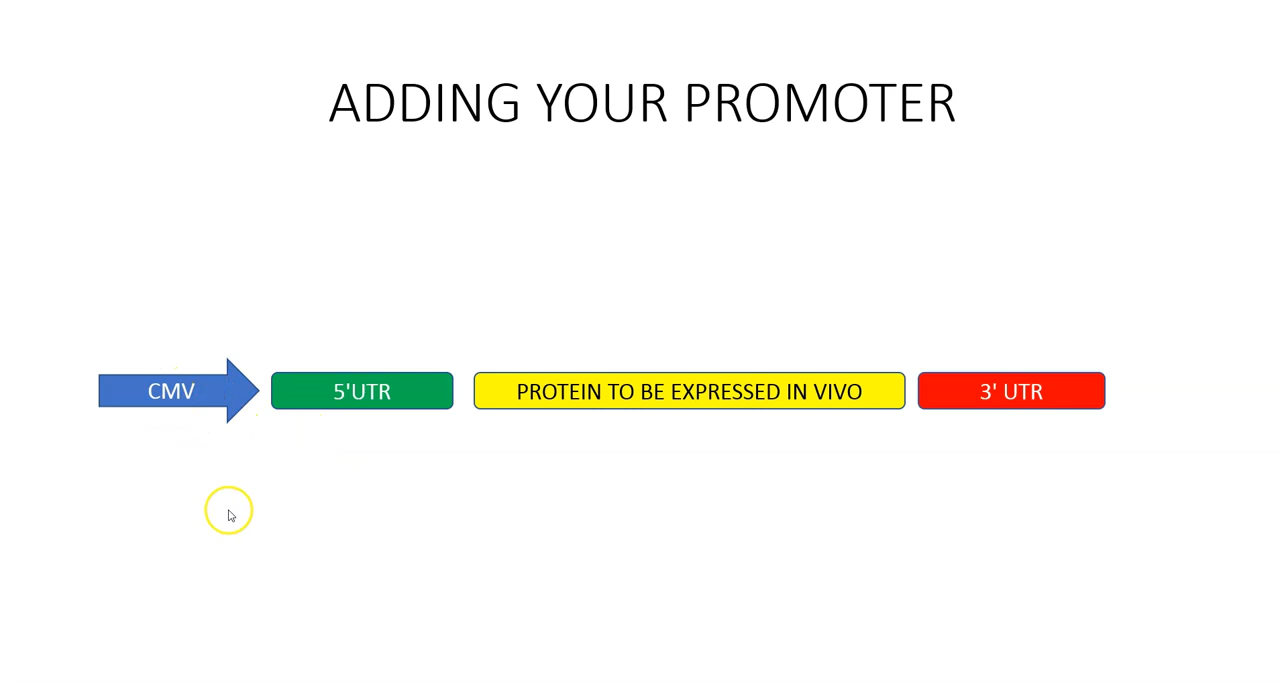 ADDING YOUR PROMOTER
CMV
5'UTR
PROTEIN TO BE EXPRESSED IN VIVO
3' UTR